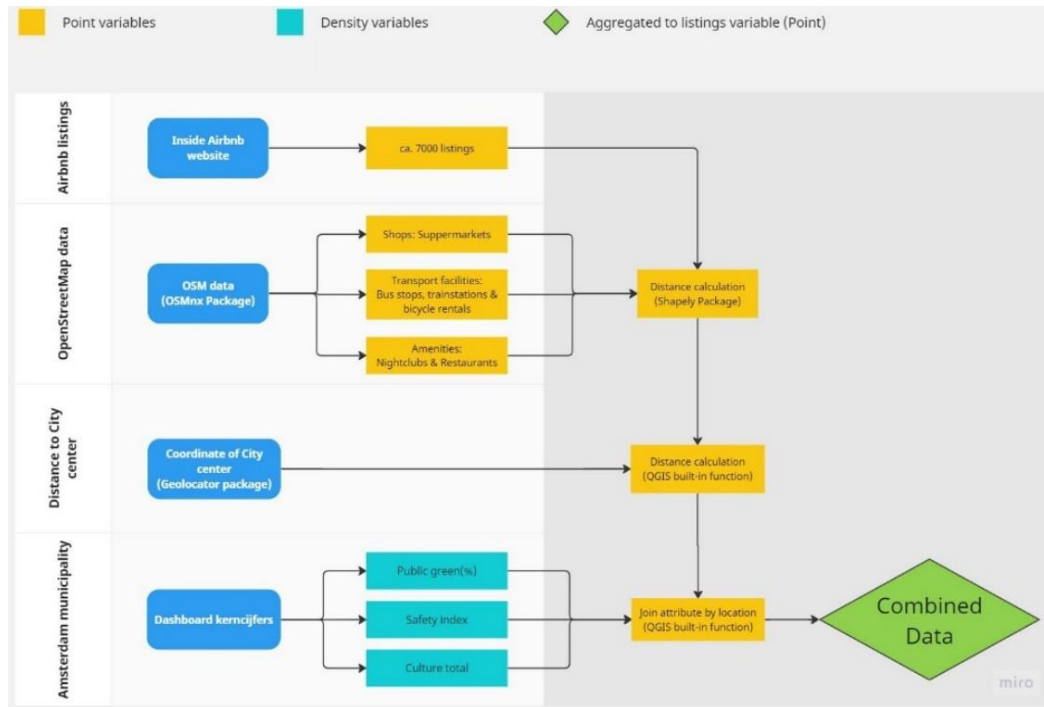 Point variables
Density variables
Aggregated to listings variable (Point)
Airbnb listings
Inside Airbnb
website
ca. 7000 listings
OpenStreetMap data
OSM data
(OSMnx Package)
Shops: Suppermarkets
Transport facilities:
Bus stops, trainstations &
bicycle rentals
Amenities:
Nightclubs & Restaurants
Distance calculation
(Shapely Package)
Distance to City
center
Coordinate of City
center
(Geolocator package)
Distance calculation
(QGIS built-in function)
Amsterdam municipality
Dashboard kerncijfers
Public green(%)
Safety index
Culture total
Join attribute by location
(QGIS built-in function)
Combined
Data
miro